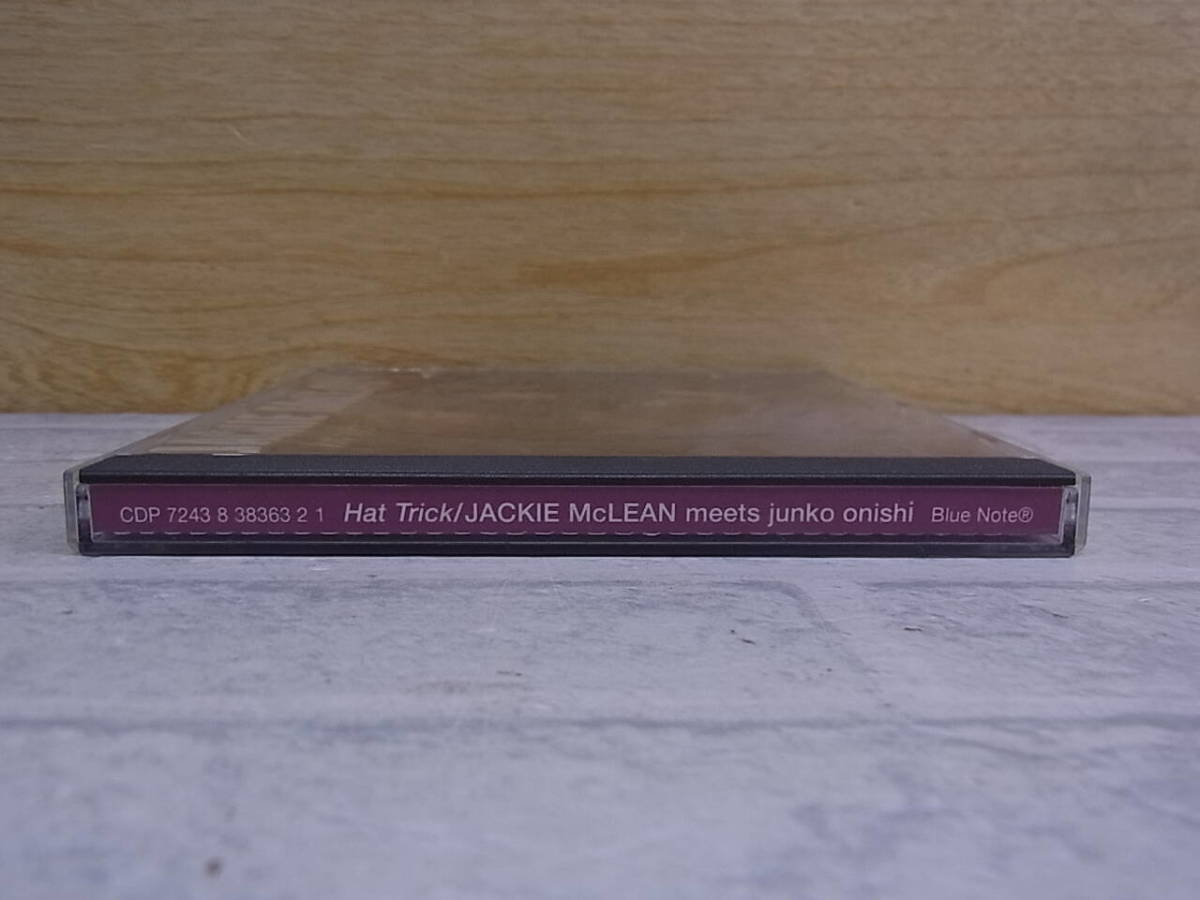 CDP 7243 8 38363 2 1 Hat Trick/JACKIE McLEAN meets junko onishi Blue Note®